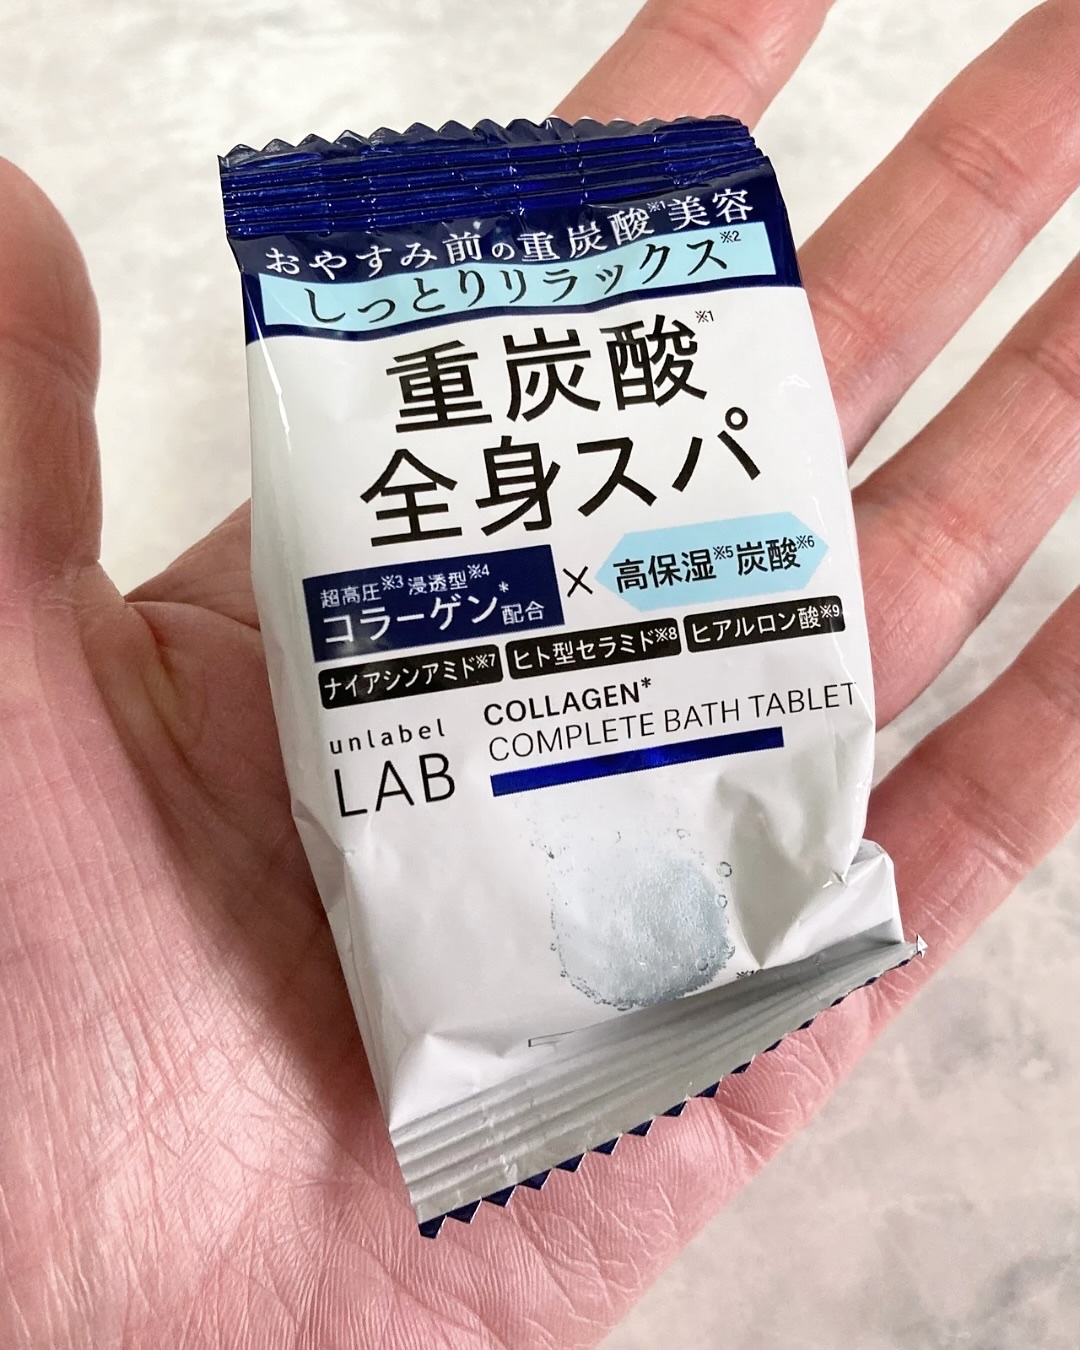 おやすみ前の重炭酸※1美容
しっとりリラックス※2
重炭酸※1
全身スパ
超高圧※3浸透型※4
コラーゲン*配合
×
高保湿※5炭酸※6
ナイアシンアミド※7
ヒト型セラミド※8
ヒアルロン酸※9
unlabel
LAB
COLLAGEN*
COMPLETE BATH TABLET